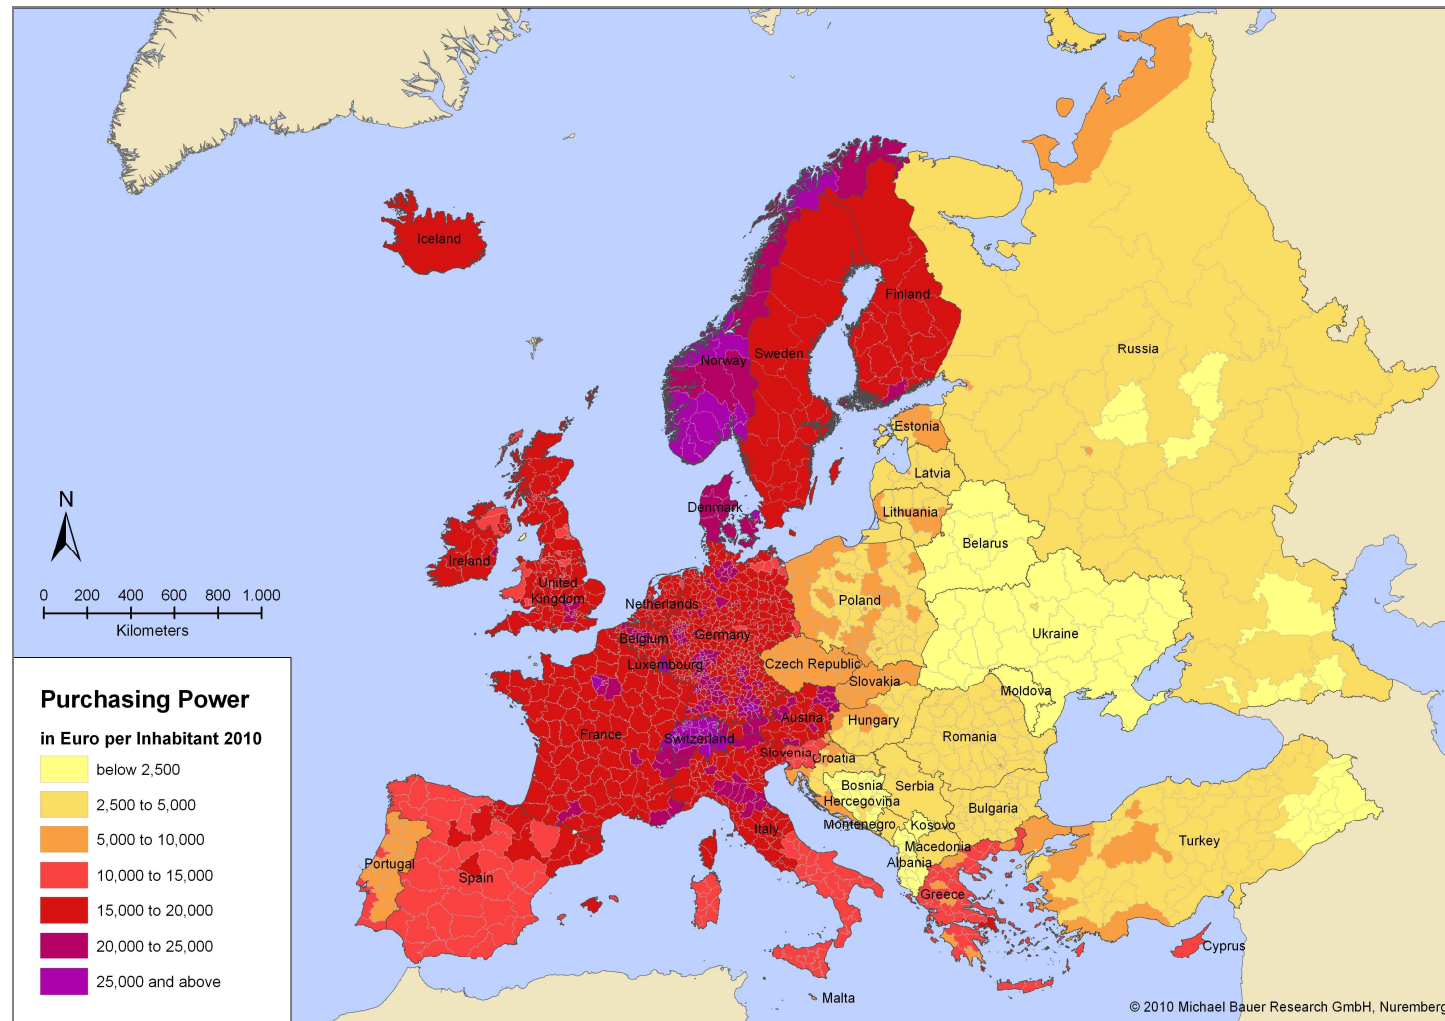 Iceland
Finland
Russia
Norway
Sweden
Estonia
Latvia
Lithuania
Denmark
Belarus
N
Ireland
United
Kingdom
Netherlands
Poland
0 200 400 600 800 1.000
Kilometers
Belgium
Germany
Ukraine
Luxembourg
Czech Republic
Slovakia
Moldova
Austria
Hungary
France
Switzerland
Romania
Slovenia
Croatia
Bosnia
Serbia
Hercegovina
Bulgaria
Montenegro
Kosovo
Italy
Turkey
Macedonia
Portugal
Albania
Spain
Greece
Cyprus
Malta
Purchasing Power
in Euro per Inhabitant 2010
below 2,500
2,500 to 5,000
5,000 to 10,000
10,000 to 15,000
15,000 to 20,000
20,000 to 25,000
25,000 and above
© 2010 Michael Bauer Research GmbH, Nuremberg